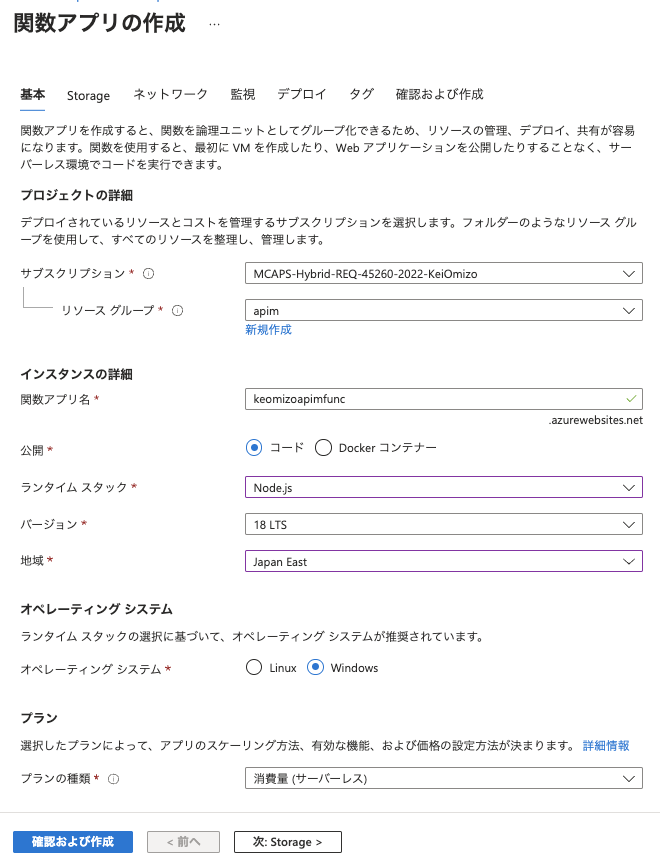 関数アプリの作成 …
基本 Storage ネットワーク 監視 デプロイ タグ 確認および作成
関数アプリを作成すると、関数を論理ユニットとしてグループ化できるため、リソースの管理、デプロイ、共有が容易
になります。関数を使用すると、最初に VM を作成したり、Web アプリケーションを公開したりすることなく、サー
バーレス環境でコードを実行できます。
プロジェクトの詳細
デプロイされているリソースとコストを管理するサブスクリプションを選択します。フォルダーのようなリソース グル
ープを使用して、すべてのリソースを整理し、管理します。
サブスクリプション * MCAPS-Hybrid-REQ-45260-2022-KeiOmizo
リソース グループ * apim
新規作成
インスタンスの詳細
関数アプリ名 * keomizoapimfunc
.azurewebsites.net
公開 * コード Docker コンテナー
ランタイム スタック * Node.js
バージョン * 18 LTS
地域 * Japan East
オペレーティング システム
ランタイム スタックの選択に基づいて、オペレーティング システムが推奨されています。
オペレーティング システム * Linux Windows
プラン
選択したプランによって、アプリのスケーリング方法、有効な機能、および価格の設定方法が決まります。 詳細情報
プランの種類 * 消費量 (サーバーレス)
確認および作成 < 前へ 次: Storage >